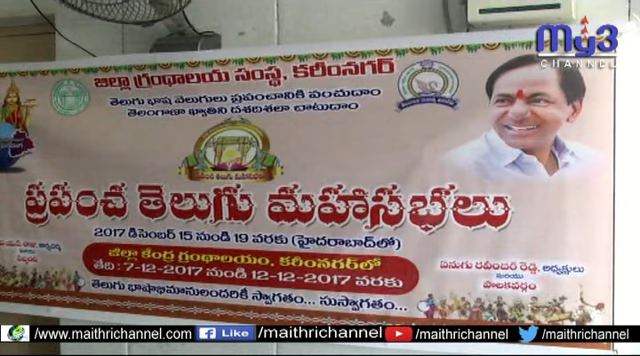 My3
CHANNEL
జిల్లా గ్రంథాలయ సంస్థ, కరీంనగర్
తెలుగు భాష వెలుగులు ప్రపంచానికి పంచుదాం
తెలంగాణ ఖ్యాతిని దశదిశలా చాటుదాం
ప్రపంచ తెలుగు మహాసభలు
2017 డిసెంబర్ 15 నుండి 19 వరకు (హైదరాబాద్‌లో)
జిల్లా కేంద్ర గ్రంథాలయం, కరీంనగర్‌లో
తేది : 7-12-2017 నుండి 12-12-2017 వరకు
తెలుగు భాషాభిమానులందరికీ స్వాగతం... సుస్వాగతం...
ఏనుగు రవీందర్ రెడ్డి, అధ్యక్షులు
మరియు
పాలకవర్గం
www.maithrichannel.com
Like /maithrichannel
/maithrichannel
/maithrichannel